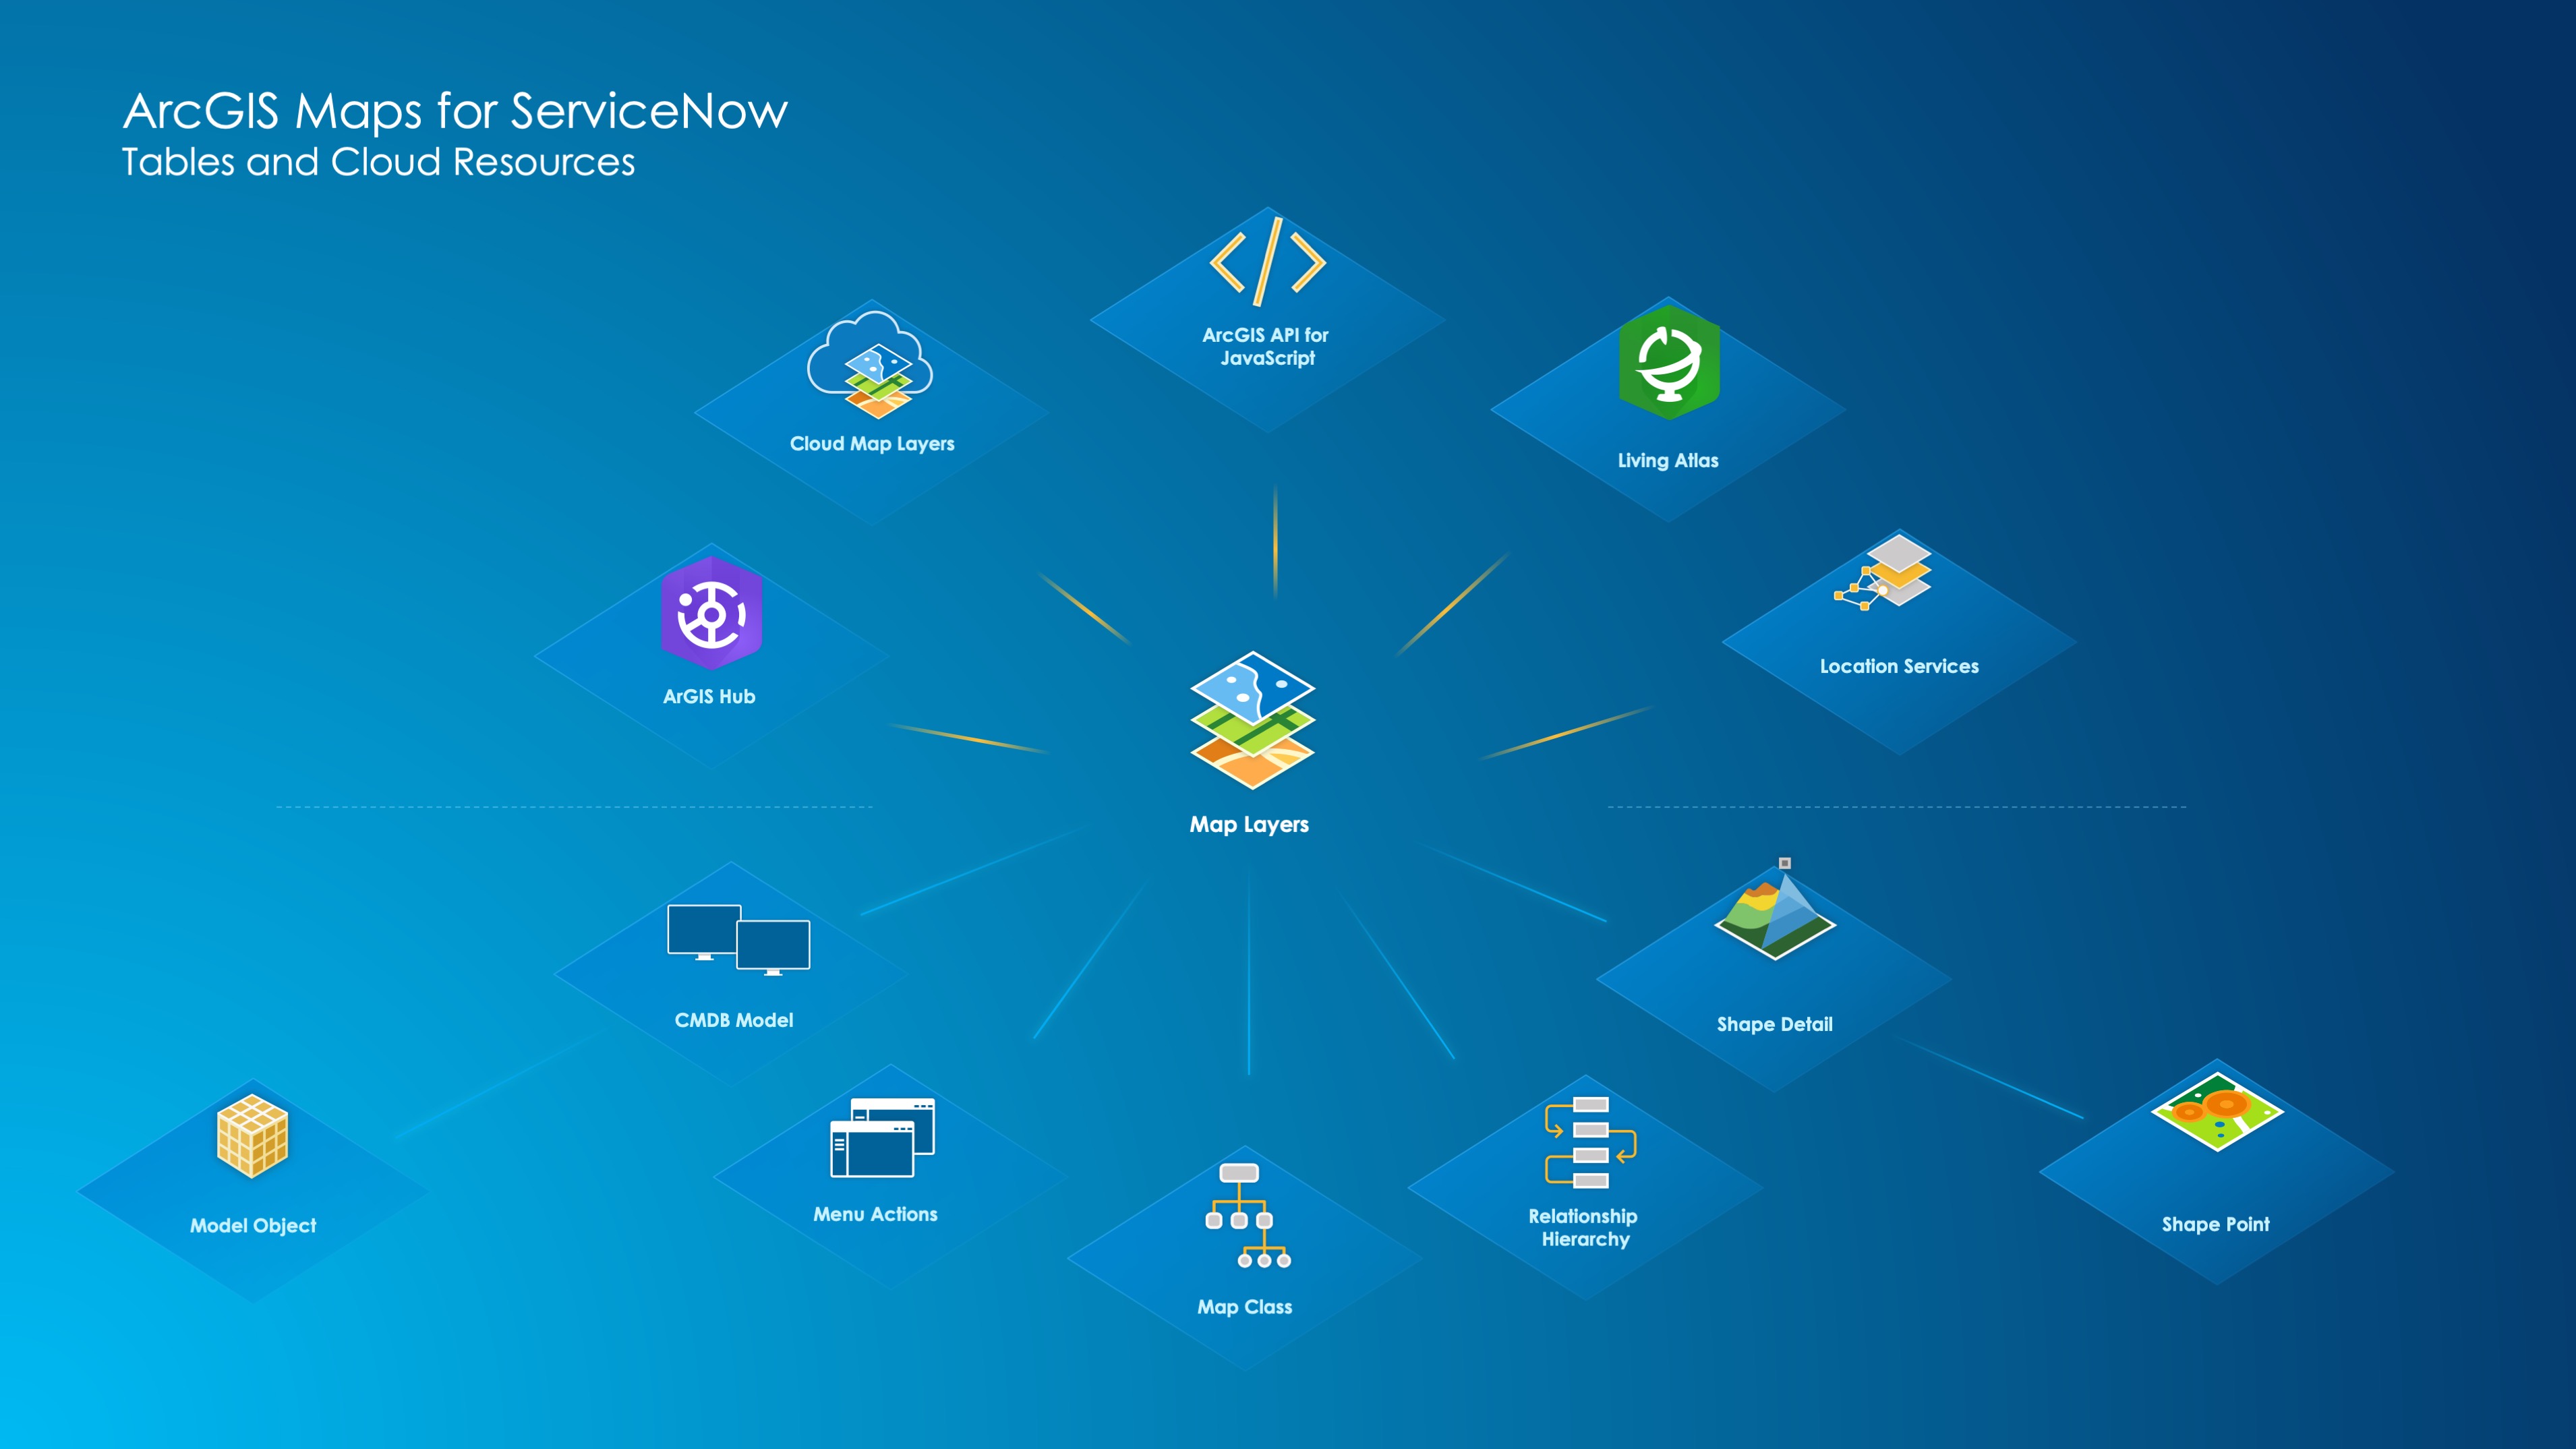 ArcGIS Maps for ServiceNow
Tables and Cloud Resources
ArcGIS API for
JavaScript
Cloud Map Layers
Living Atlas
Location Services
ArGIS Hub
Map Layers
CMDB Model
Shape Detail
Model Object
Menu Actions
Map Class
Relationship
Hierarchy
Shape Point